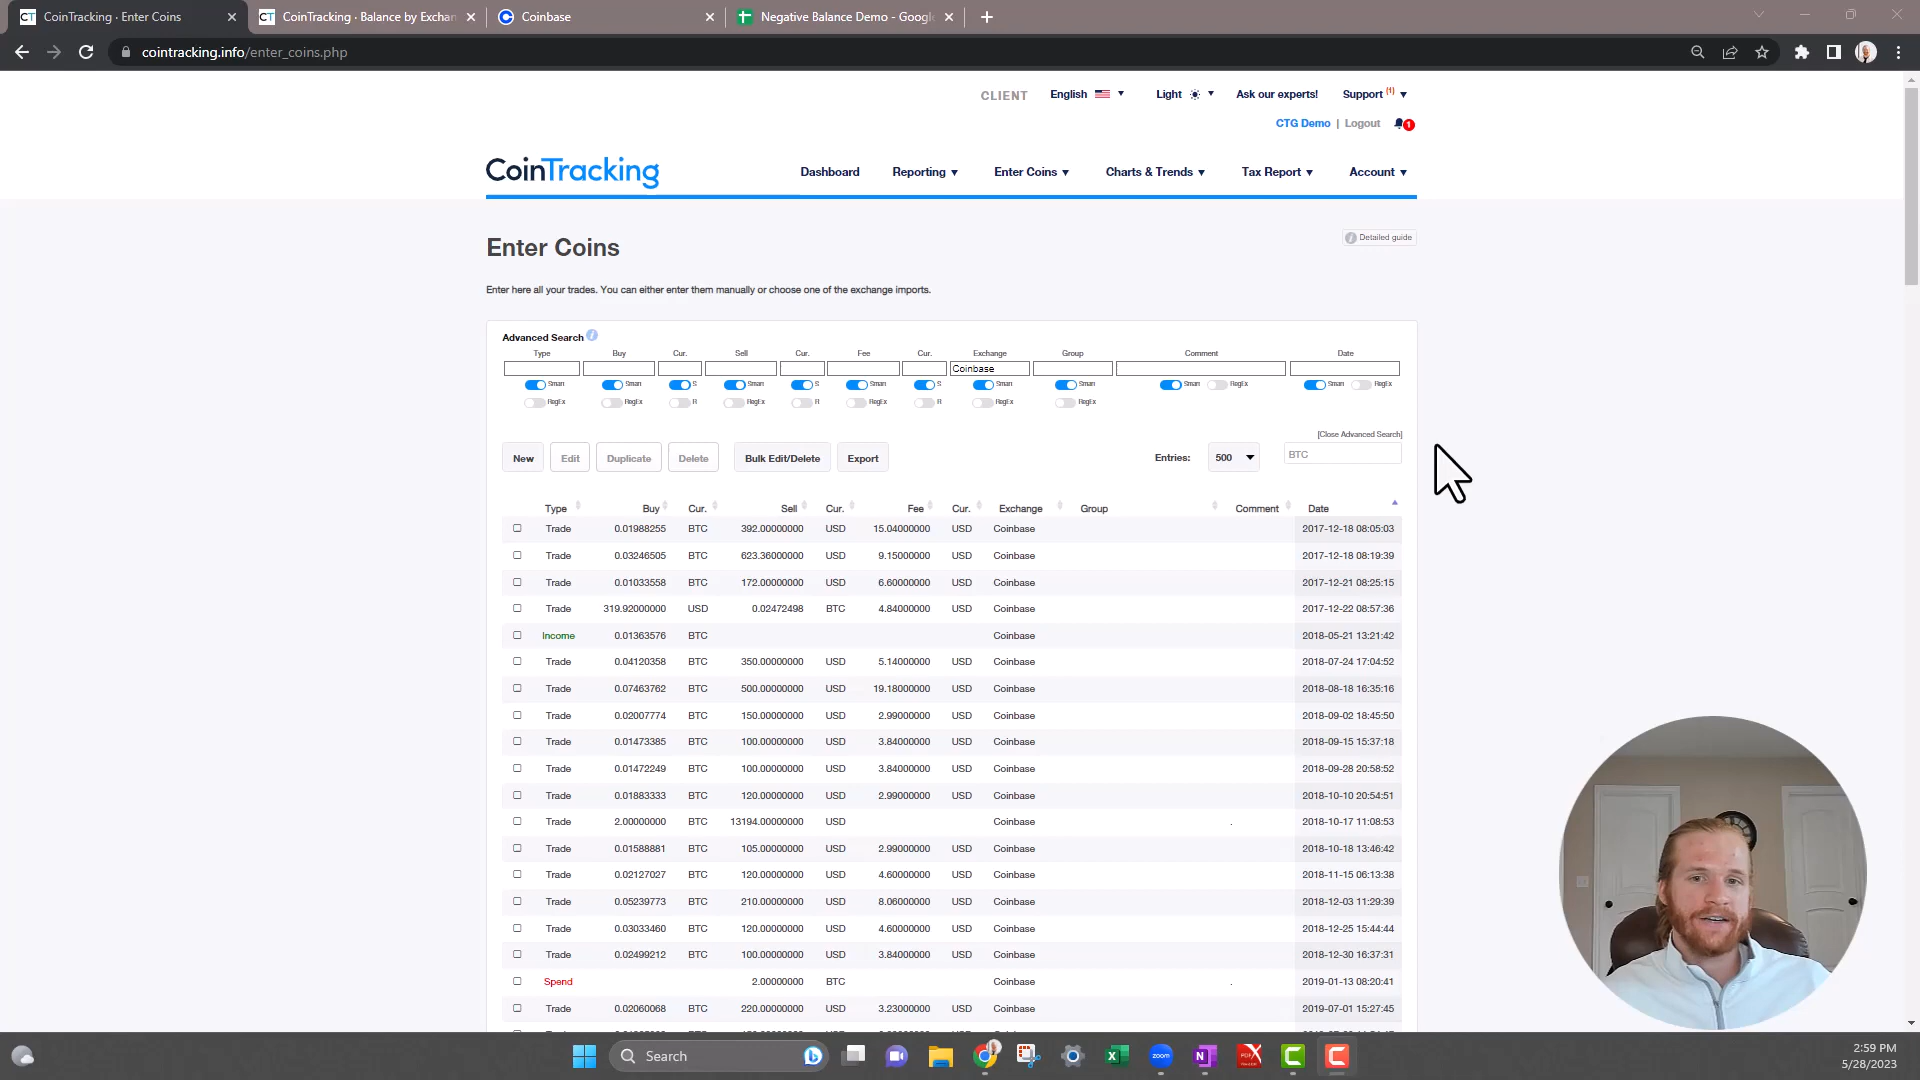 CoinTracking · Enter Coins
CoinTracking · Balance by Exchan
Coinbase
Negative Balance Demo - Google
cointracking.info/enter_coins.php
CLIENT English Light Ask our experts! Support (1)
CTG Demo | Logout 1
CoinTracking Dashboard Reporting Enter Coins Charts & Trends Tax Report Account
Enter Coins
Detailed guide
Enter here all your trades. You can either enter them manually or choose one of the exchange imports.
Advanced Search
Type Buy Cur. Sell Cur. Fee Cur. Exchange Group Comment Date
Coinbase
Smart Smart S Smart S Smart S Smart Smart Smart RegEx Smart RegEx
RegEx RegEx R RegEx R RegEx R RegEx RegEx
[Close Advanced Search]
New Edit Duplicate Delete Bulk Edit/Delete Export Entries: 500 BTC
Type Buy Cur. Sell Cur. Fee Cur. Exchange Group Comment Date
Trade 0.01988255 BTC 392.00000000 USD 15.04000000 USD Coinbase 2017-12-18 08:05:03
Trade 0.03246505 BTC 623.36000000 USD 9.15000000 USD Coinbase 2017-12-18 08:19:39
Trade 0.01033558 BTC 172.00000000 USD 6.60000000 USD Coinbase 2017-12-21 08:25:15
Trade 319.92000000 USD 0.02472498 BTC 4.84000000 USD Coinbase 2017-12-22 08:57:36
Income 0.01363576 BTC Coinbase 2018-05-21 13:21:42
Trade 0.04120358 BTC 350.00000000 USD 5.14000000 USD Coinbase 2018-07-24 17:04:52
Trade 0.07463762 BTC 500.00000000 USD 19.18000000 USD Coinbase 2018-08-18 16:35:16
Trade 0.02007774 BTC 150.00000000 USD 2.99000000 USD Coinbase 2018-09-02 18:45:50
Trade 0.01473385 BTC 100.00000000 USD 3.84000000 USD Coinbase 2018-09-15 15:37:18
Trade 0.01472249 BTC 100.00000000 USD 3.84000000 USD Coinbase 2018-09-28 20:58:52
Trade 0.01883333 BTC 120.00000000 USD 2.99000000 USD Coinbase 2018-10-10 20:54:51
Trade 2.00000000 BTC 13194.00000000 USD Coinbase . 2018-10-17 11:08:53
Trade 0.01588881 BTC 105.00000000 USD 2.99000000 USD Coinbase 2018-10-18 13:46:42
Trade 0.02127027 BTC 120.00000000 USD 4.60000000 USD Coinbase 2018-11-15 06:13:38
Trade 0.05239773 BTC 210.00000000 USD 8.06000000 USD Coinbase 2018-12-03 11:29:39
Trade 0.03033460 BTC 120.00000000 USD 4.60000000 USD Coinbase 2018-12-25 15:44:44
Trade 0.02499212 BTC 100.00000000 USD 3.84000000 USD Coinbase 2018-12-30 16:37:31
Spend 2.00000000 BTC Coinbase . 2019-01-13 08:20:41
Trade 0.02060068 BTC 220.00000000 USD 3.23000000 USD Coinbase 2019-07-01 15:27:45
Search
2:59 PM
5/28/2023